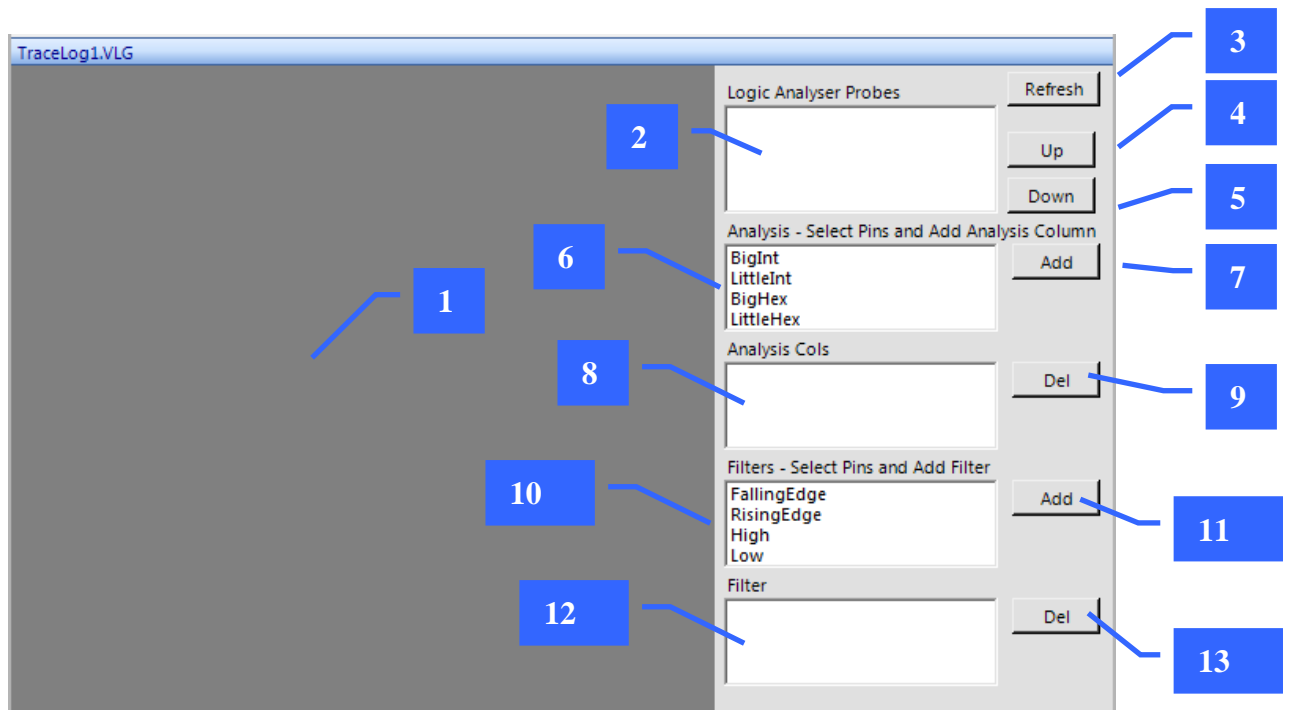 TraceLog1.VLG
3
Logic Analyser Probes
Refresh
2
4
Up
Down
5
Analysis - Select Pins and Add Analysis Column
6
BigInt
LittleInt
BigHex
LittleHex
Add
7
1
Analysis Cols
8
Del
9
Filters - Select Pins and Add Filter
10
FallingEdge
RisingEdge
High
Low
Add
11
Filter
12
Del
13